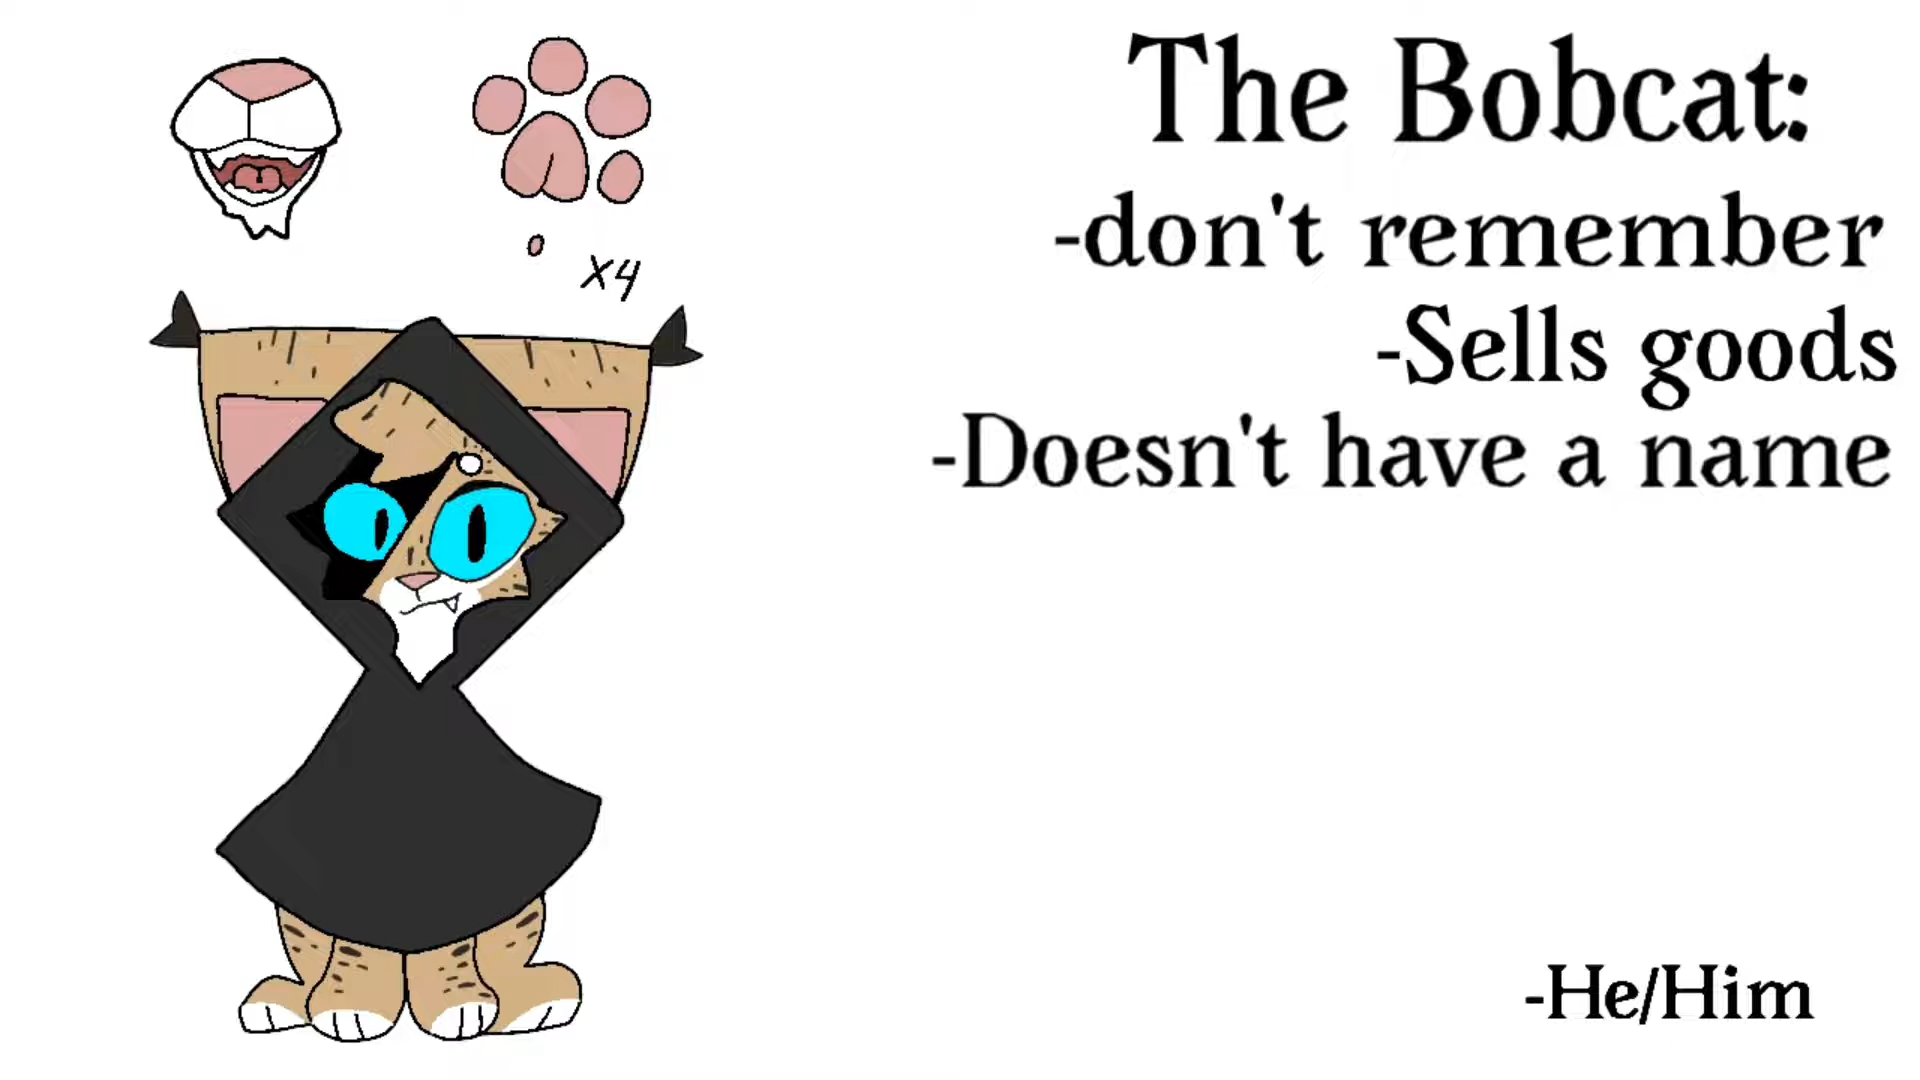 The Bobcat:
-don't remember
-Sells goods
-Doesn't have a name
x4
-He/Him